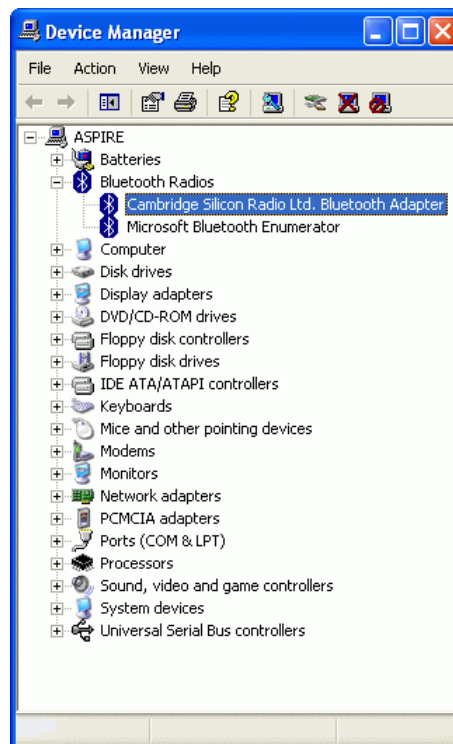 Device Manager
File Action View Help
ASPIRE
Batteries
Bluetooth Radios
Cambridge Silicon Radio Ltd. Bluetooth Adapter
Microsoft Bluetooth Enumerator
Computer
Disk drives
Display adapters
DVD/CD-ROM drives
Floppy disk controllers
Floppy disk drives
IDE ATA/ATAPI controllers
Keyboards
Mice and other pointing devices
Modems
Monitors
Network adapters
PCMCIA adapters
Ports (COM & LPT)
Processors
Sound, video and game controllers
System devices
Universal Serial Bus controllers